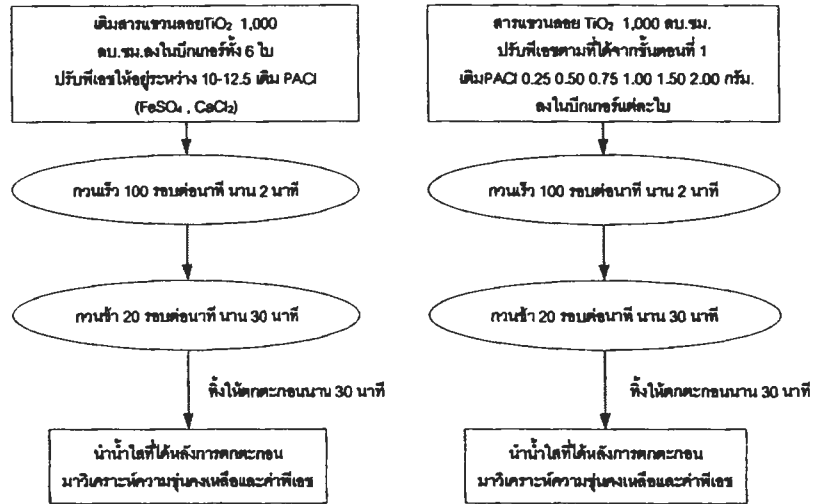 เติมสารแขวนลอยTiO₂ 1,000
ลบ.ซม.ลงในบีกเกอร์ทั้ง 6 ใบ
ปรับพีเอชให้อยู่ระหว่าง 10-12.5 เติม PACl
(FeSO₄ , CaCl₂)
กวนเร็ว 100 รอบต่อนาที นาน 2 นาที
กวนช้า 20 รอบต่อนาที นาน 30 นาที
ทิ้งให้ตกตะกอนนาน 30 นาที
นำน้ำใสที่ได้หลังการตกตะกอน
มาวิเคราะห์ความขุ่นคงเหลือและค่าพีเอช
สารแขวนลอย TiO₂ 1,000 ลบ.ซม.
ปรับพีเอชตามที่ได้จากขั้นตอนที่ 1
เติมPACl 0.25 0.50 0.75 1.00 1.50 2.00 กรัม.
ลงในบีกเกอร์แต่ละใบ
กวนเร็ว 100 รอบต่อนาที นาน 2 นาที
กวนช้า 20 รอบต่อนาที นาน 30 นาที
ทิ้งให้ตกตะกอนนาน 30 นาที
นำน้ำใสที่ได้หลังการตกตะกอน
มาวิเคราะห์ความขุ่นคงเหลือและค่าพีเอช